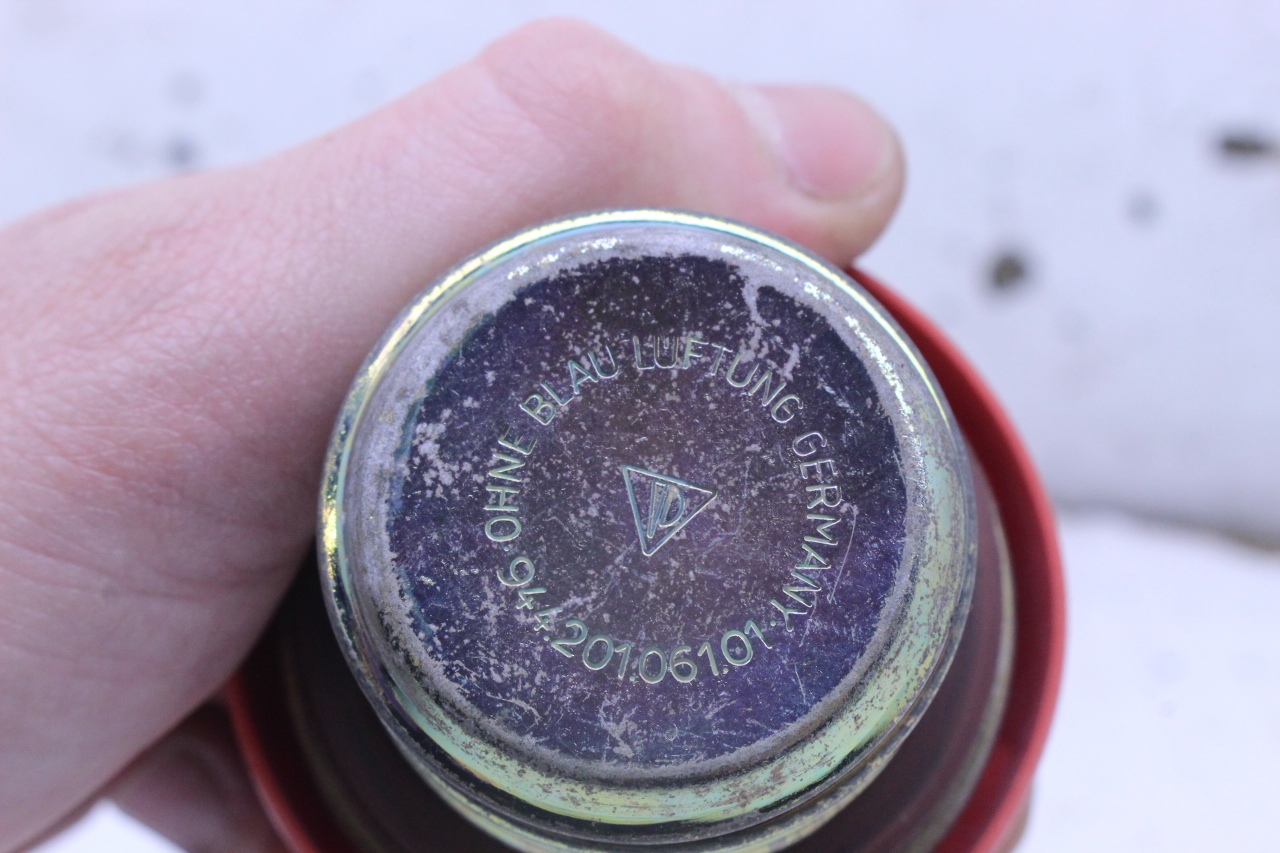 OHNE BLAU LUFTUNG GERMANY.
944.201.061.01.